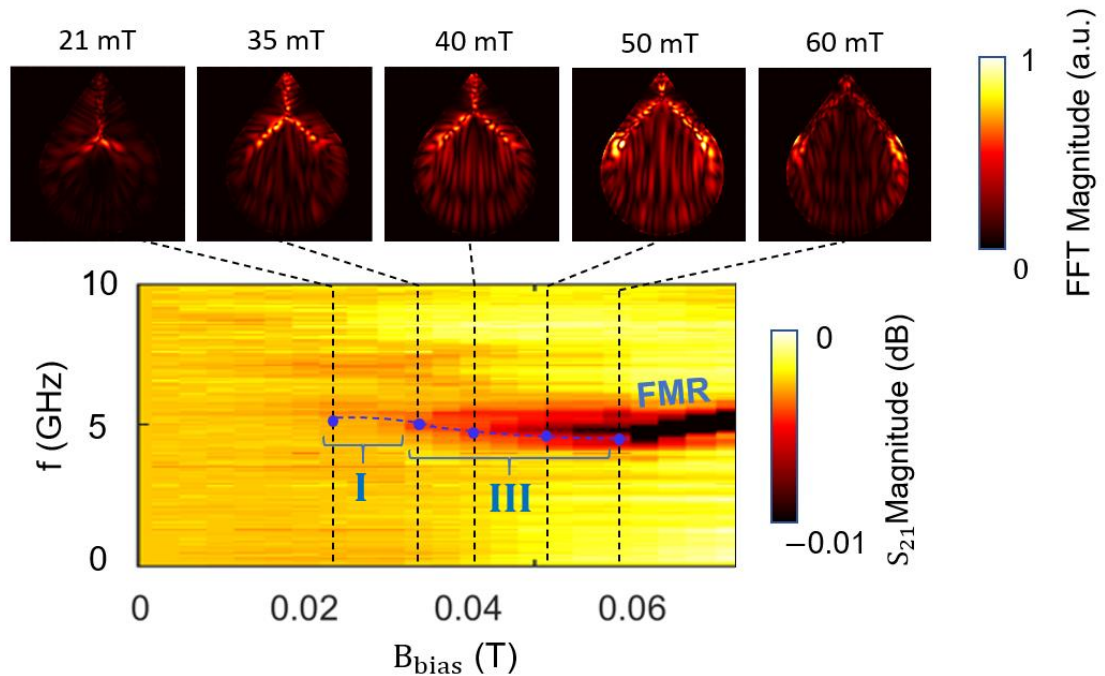 21 mT 35 mT 40 mT 50 mT 60 mT
1
0
FFT Magnitude (a.u.)
10
5
0
f (GHz)
FMR
I
III
0
−0.01
S₂₁ Magnitude (dB)
0 0.02 0.04 0.06
B_bias (T)